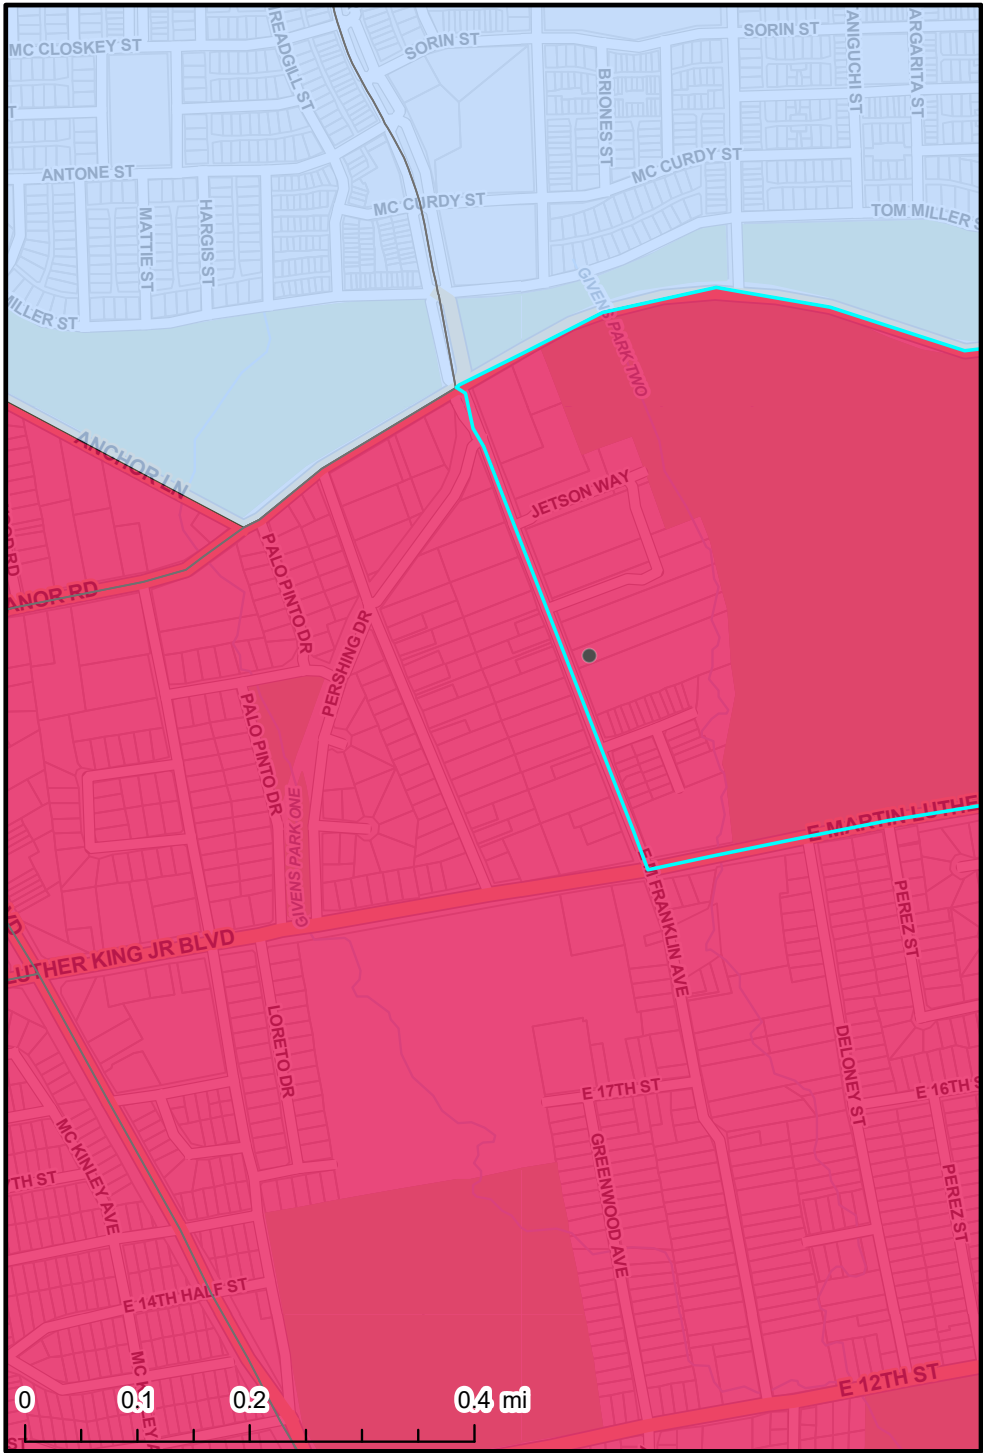 MC CLOSKEY ST
READGILL ST
SORIN ST
SORIN ST
ANIGUCHI ST
ARGARITA ST
BRIONES ST
ANTONE ST
MC CURDY ST
MC CURDY ST
MATTIE ST
HARGIS ST
TOM MILLER S
MILLER ST
GIVENS PARK TWO
ANCHOR LN
JETSON WAY
OOD RD
ANOR RD
PALO PINTO DR
PERSHING DR
PALO PINTO DR
GIVENS PARK ONE
E MARTIN LUTHE
FRANKLIN AVE
PEREZ ST
LUTHER KING JR BLVD
LORETO DR
DELONEY ST
E 17TH ST
E 16TH S
MC KINLEY AVE
7TH ST
GREENWOOD AVE
PEREZ ST
E 14TH HALF ST
E 12TH ST
0 0.1 0.2 0.4 mi
ST